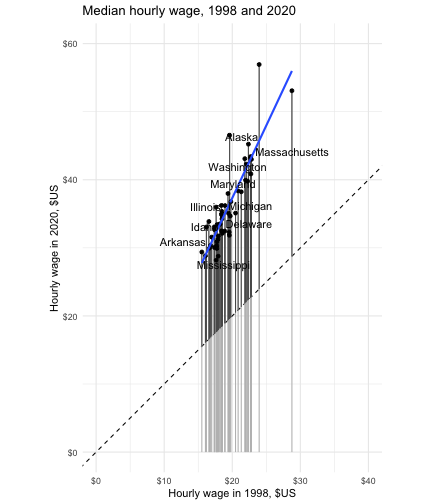 Median hourly wage, 1998 and 2020
$60
Alaska
Massachusetts
Washington
$40
Maryland
Illinois
Michigan
Delaware
Arkansas
Mississippi
$20
$0
Hourly wage in 2020, $US
$0
$10
$20
$30
$40
Hourly wage in 1998, $US